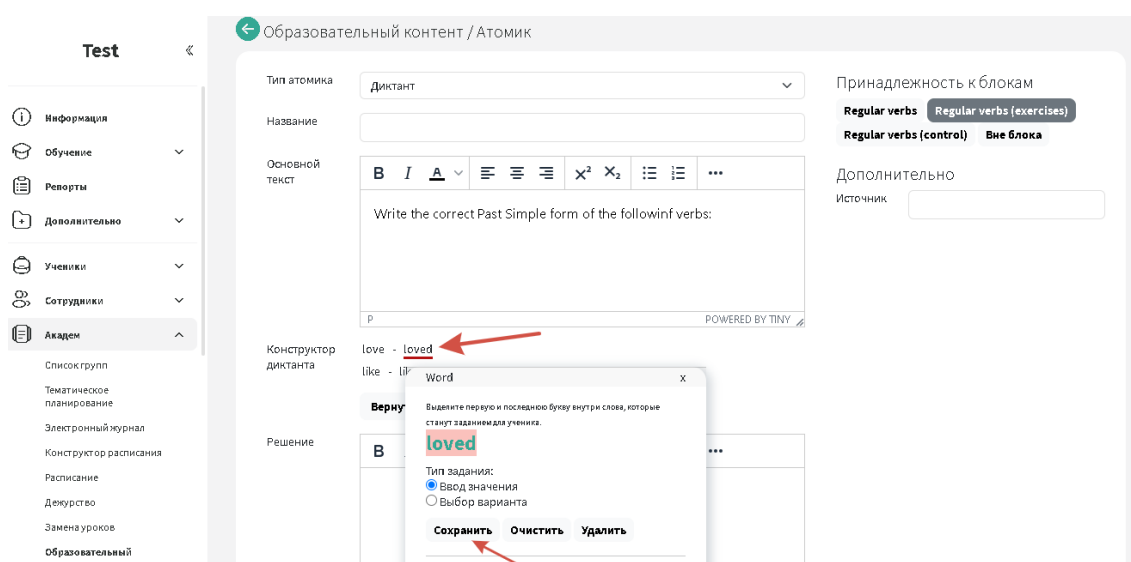 Test
Информация
Обучение
Репорты
Дополнительно
Ученики
Сотрудники
Академ
Список групп
Тематическое
планирование
Электронный журнал
Конструктор расписания
Расписание
Дежурство
Замена уроков
Образовательный
Образовательный контент / Атомик
Тип атомика
Диктант
Название
Основной
текст
B I A X² X₂
Write the correct Past Simple form of the followinf verbs:
P
POWERED BY TINY
Конструктор
диктанта
love - loved
like -
Word x
Выделите первую и последнюю букву внутри слова, которые
станут заданием для ученика.
loved
Тип задания:
Ввод значения
Выбор варианта
Сохранить Очистить Удалить
Решение
B
Принадлежность к блокам
Regular verbs Regular verbs (exercises)
Regular verbs (control) Вне блока
Дополнительно
Источник